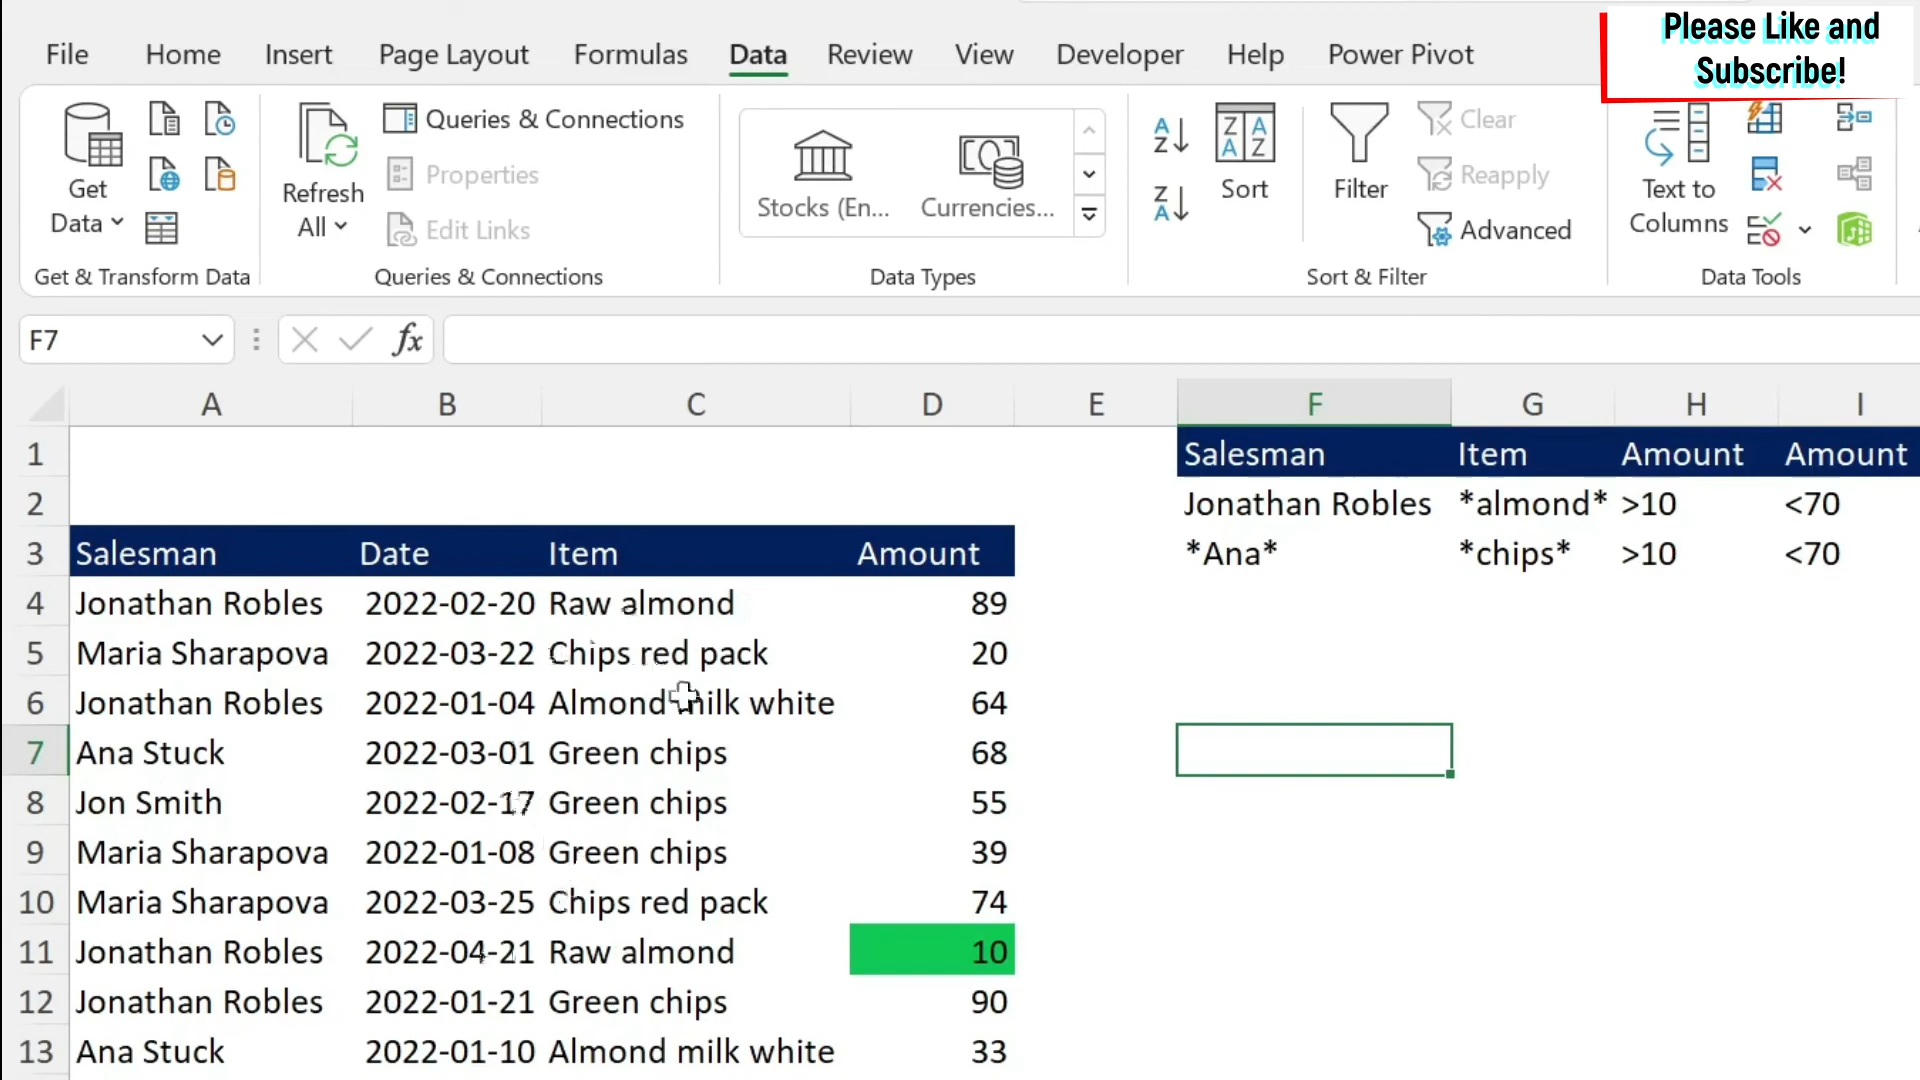 Please Like and
Subscribe!
File Home Insert Page Layout Formulas Data Review View Developer Help Power Pivot
Get
Data
Refresh
All
Queries & Connections
Properties
Edit Links
Stocks (En...
Currencies...
Sort
Filter
Clear
Reapply
Advanced
Text to
Columns
Get & Transform Data
Queries & Connections
Data Types
Sort & Filter
Data Tools
F7
fx
A B C D E F G H I
1 Salesman Item Amount Amount
2 Jonathan Robles *almond* >10 <70
3 Salesman Date Item Amount *Ana* *chips* >10 <70
4 Jonathan Robles 2022-02-20 Raw almond 89
5 Maria Sharapova 2022-03-22 Chips red pack 20
6 Jonathan Robles 2022-01-04 Almond milk white 64
7 Ana Stuck 2022-03-01 Green chips 68
8 Jon Smith 2022-02-17 Green chips 55
9 Maria Sharapova 2022-01-08 Green chips 39
10 Maria Sharapova 2022-03-25 Chips red pack 74
11 Jonathan Robles 2022-04-21 Raw almond 10
12 Jonathan Robles 2022-01-21 Green chips 90
13 Ana Stuck 2022-01-10 Almond milk white 33